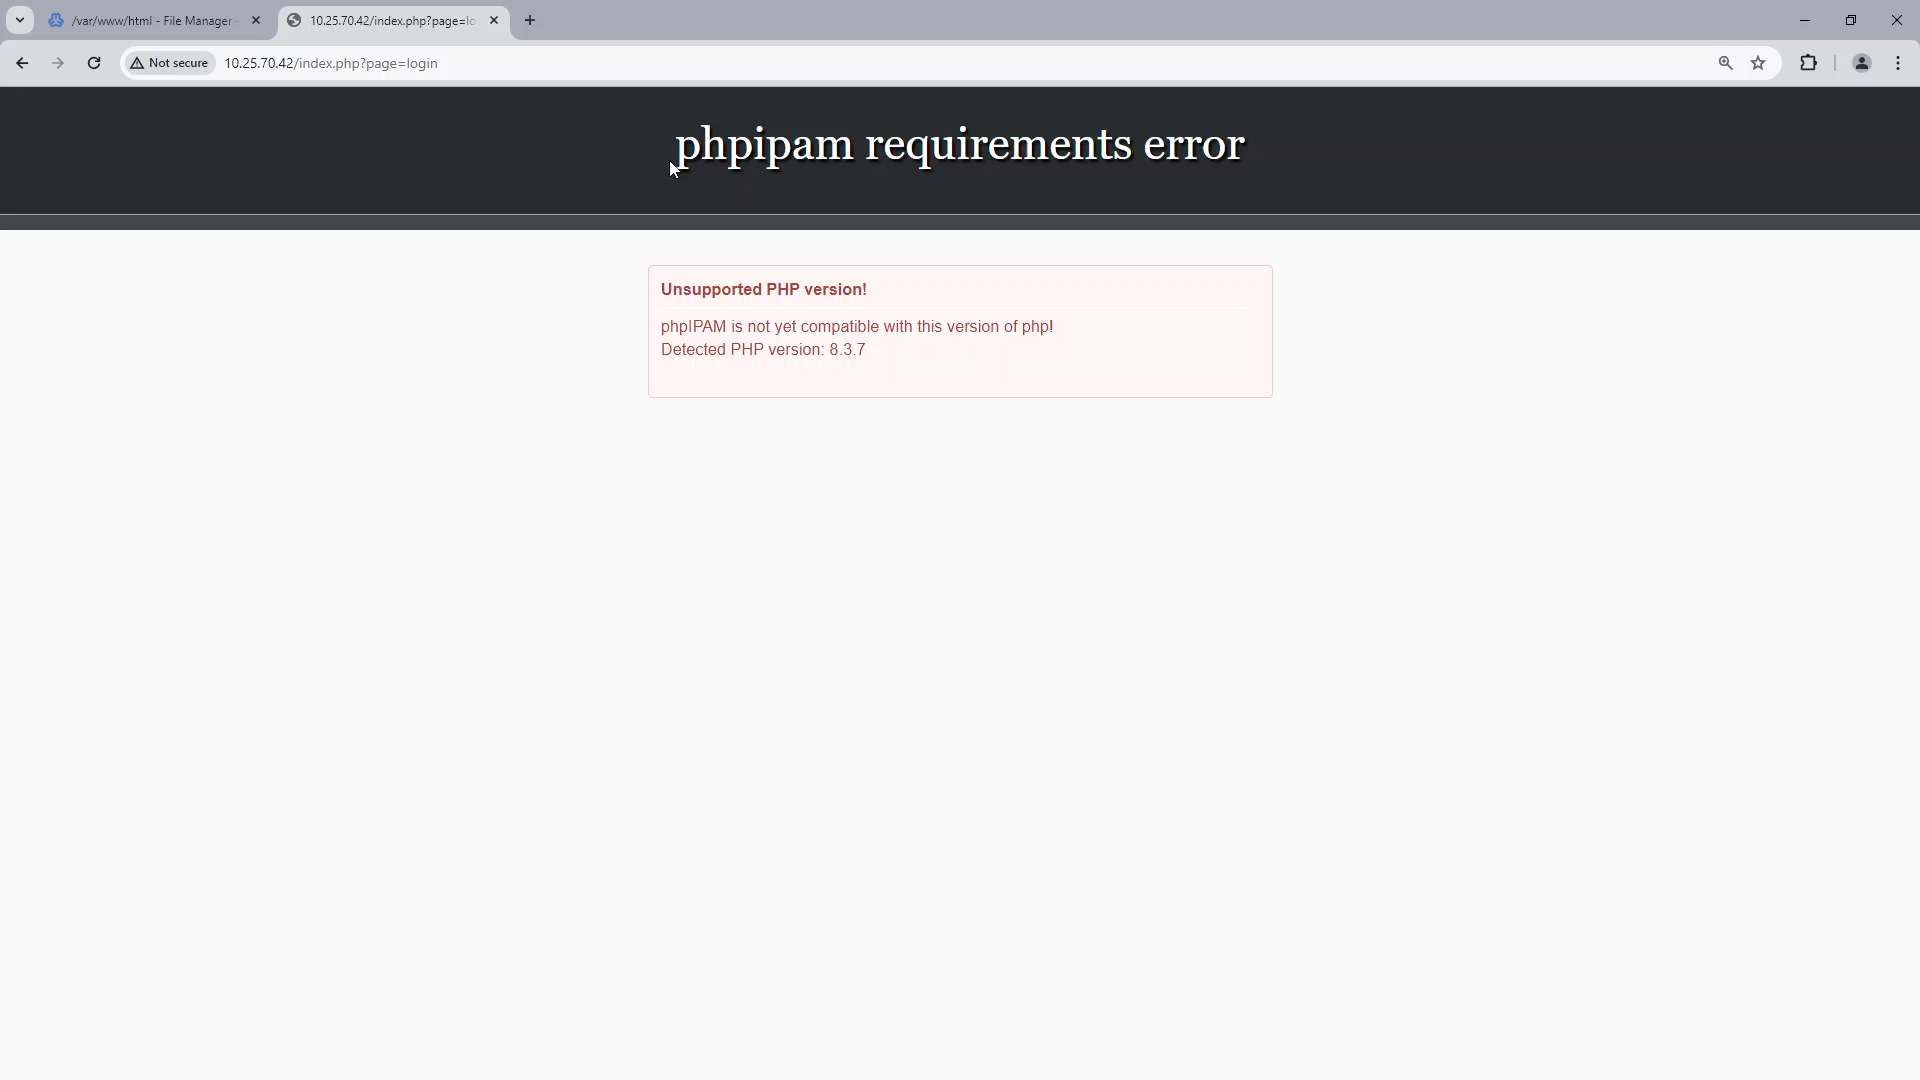 /var/www/html - File Manager
10.25.70.42/index.php?page=lo
Not secure
10.25.70.42/index.php?page=login
phpipam requirements error
Unsupported PHP version!
phpIPAM is not yet compatible with this version of php!
Detected PHP version: 8.3.7